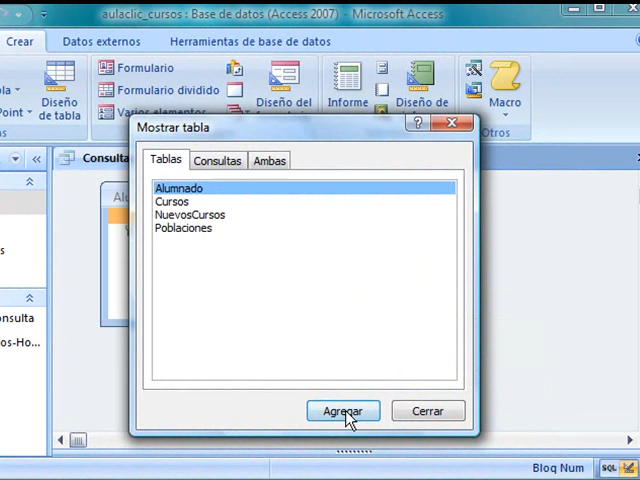 aulaclic_cursos : Base de datos (Access 2007) - Microsoft Access
Crear Datos externos Herramientas de base de datos
Formulario
Formulario dividido
Varios elementos
Diseño de tabla
Diseño del
Informe
Diseño de
Macro
Otros
Mostrar tabla
Consulta
Tablas Consultas Ambas
Alumnado
Cursos
NuevosCursos
Poblaciones
Agregar Cerrar
Bloq Num SQL